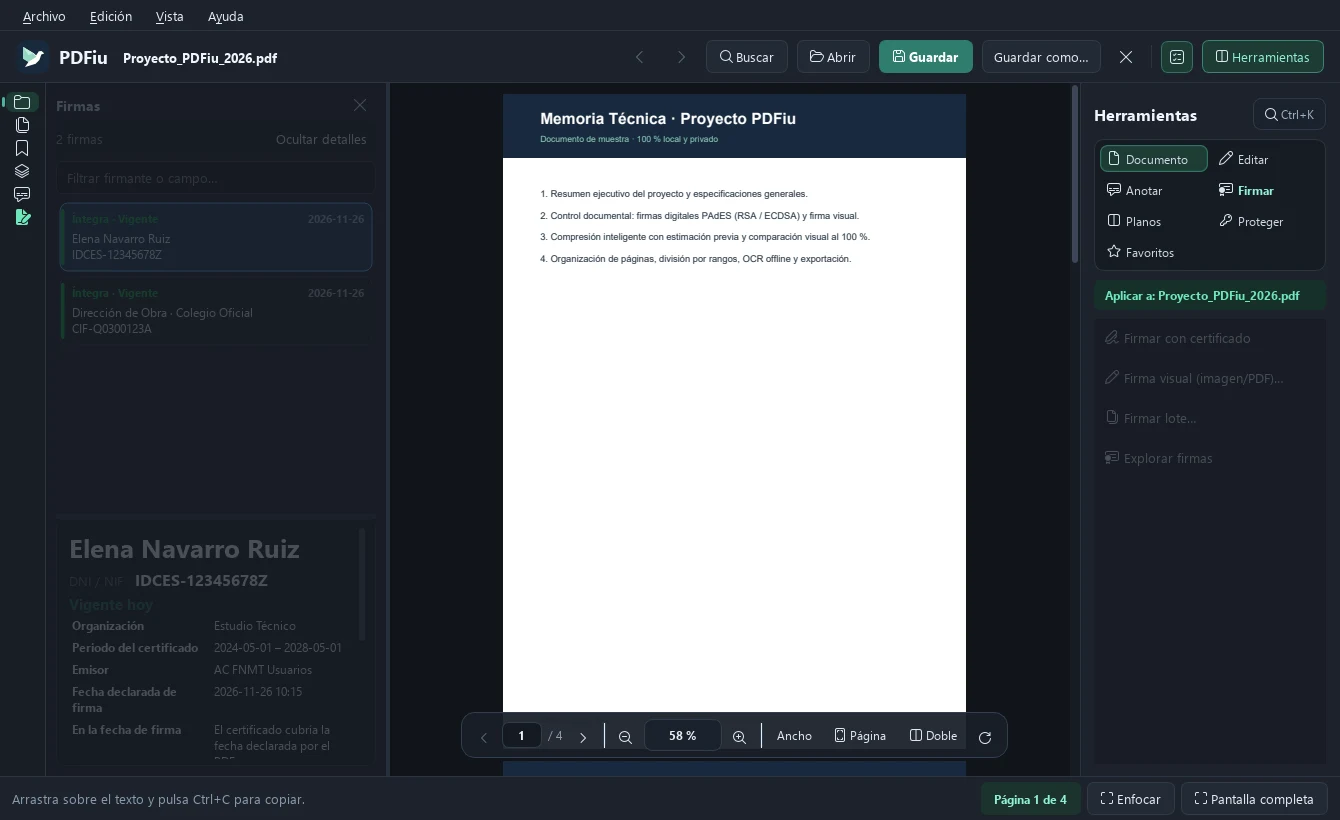 Archivo Edición Vista Ayuda
PDFiu Proyecto_PDFiu_2026.pdf Buscar Abrir Guardar Guardar como... Herramientas
Firmas
2 firmas Ocultar detalles
Filtrar firmante o campo...
Íntegra · Vigente 2026-11-26
Elena Navarro Ruiz
IDCES-12345678Z
Íntegra · Vigente 2026-11-26
Dirección de Obra · Colegio Oficial
CIF-Q0300123A
Elena Navarro Ruiz
DNI / NIF IDCES-12345678Z
Vigente hoy
Organización Estudio Técnico
Periodo del certificado 2024-05-01 – 2028-05-01
Emisor AC FNMT Usuarios
Fecha declarada de firma 2026-11-26 10:15
En la fecha de firma El certificado cubría la
fecha declarada por el
Memoria Técnica · Proyecto PDFiu
Documento de muestra · 100 % local y privado
1. Resumen ejecutivo del proyecto y especificaciones generales.
2. Control documental: firmas digitales PAdES (RSA / ECDSA) y firma visual.
3. Compresión inteligente con estimación previa y comparación visual al 100 %.
4. Organización de páginas, división por rangos, OCR offline y exportación.
1 / 4 58 % Ancho Página Doble
Herramientas Ctrl+K
Documento Editar
Anotar Firmar
Planos Proteger
Favoritos
Aplicar a: Proyecto_PDFiu_2026.pdf
Firmar con certificado
Firma visual (imagen/PDF)...
Firmar lote...
Explorar firmas
Arrastra sobre el texto y pulsa Ctrl+C para copiar. Página 1 de 4 Enfocar Pantalla completa